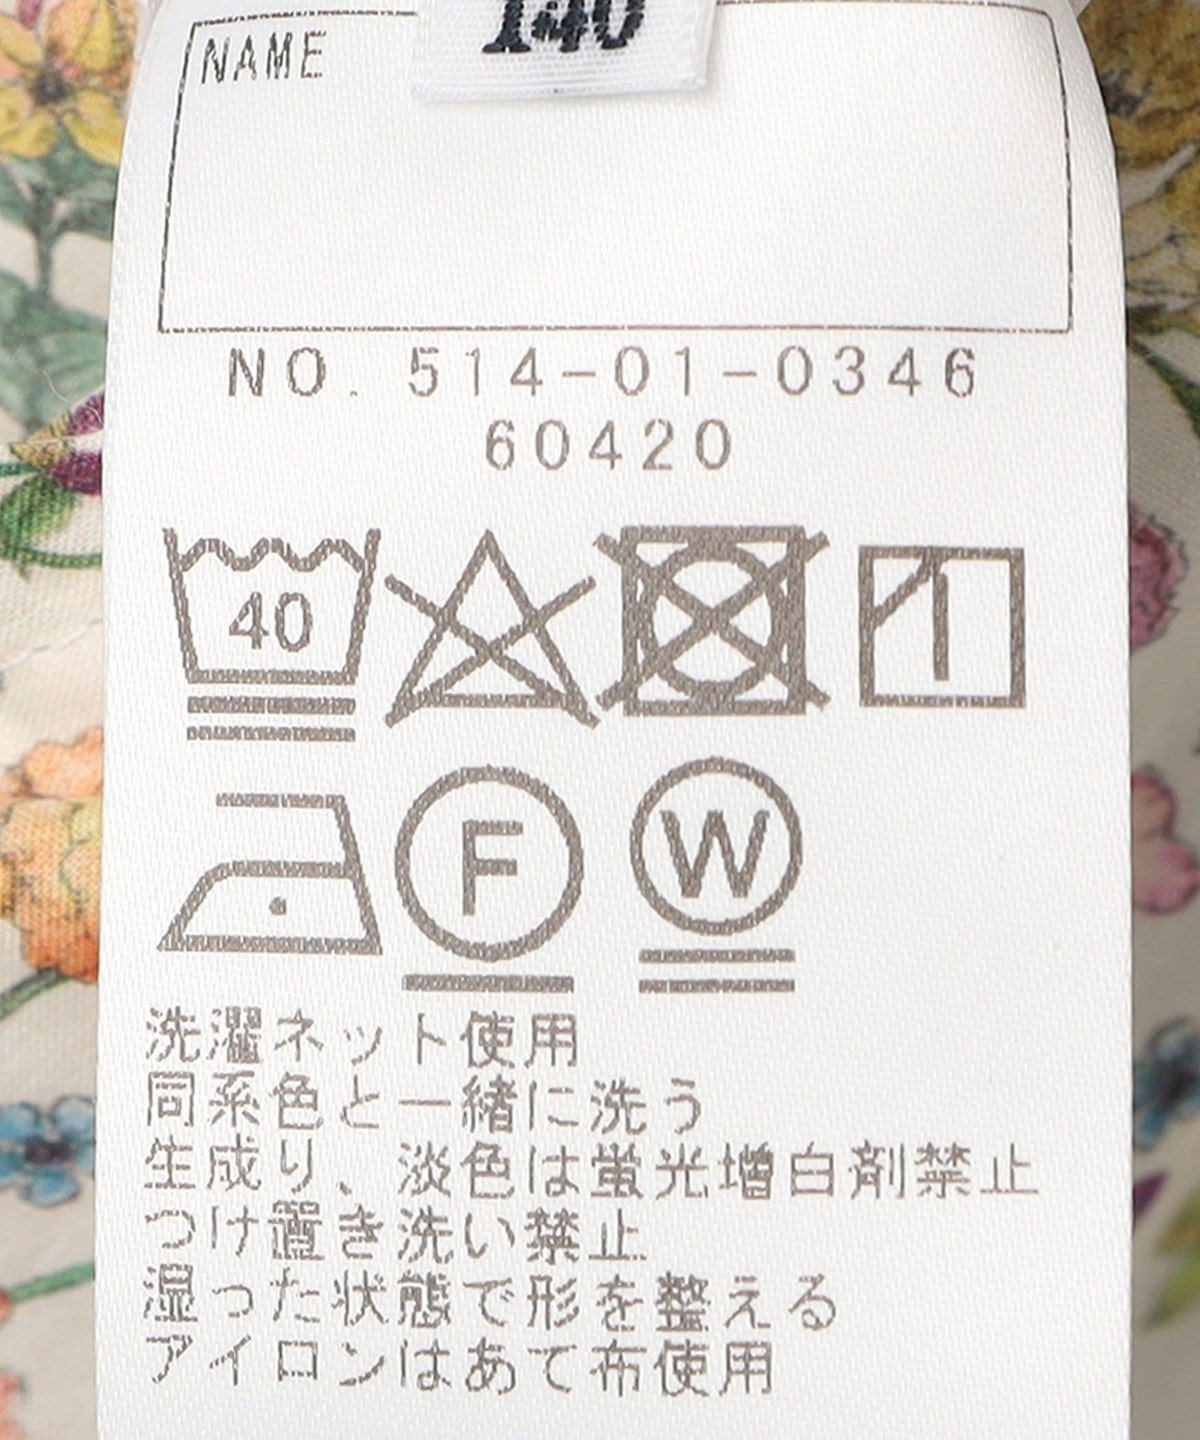 140
NAME
NO. 514-01-0346
60420
40
F
W
洗濯ネット使用
同系色と一緒に洗う
生成り、淡色は蛍光増白剤禁止
つけ置き洗い禁止
湿った状態で形を整える
アイロンはあて布使用